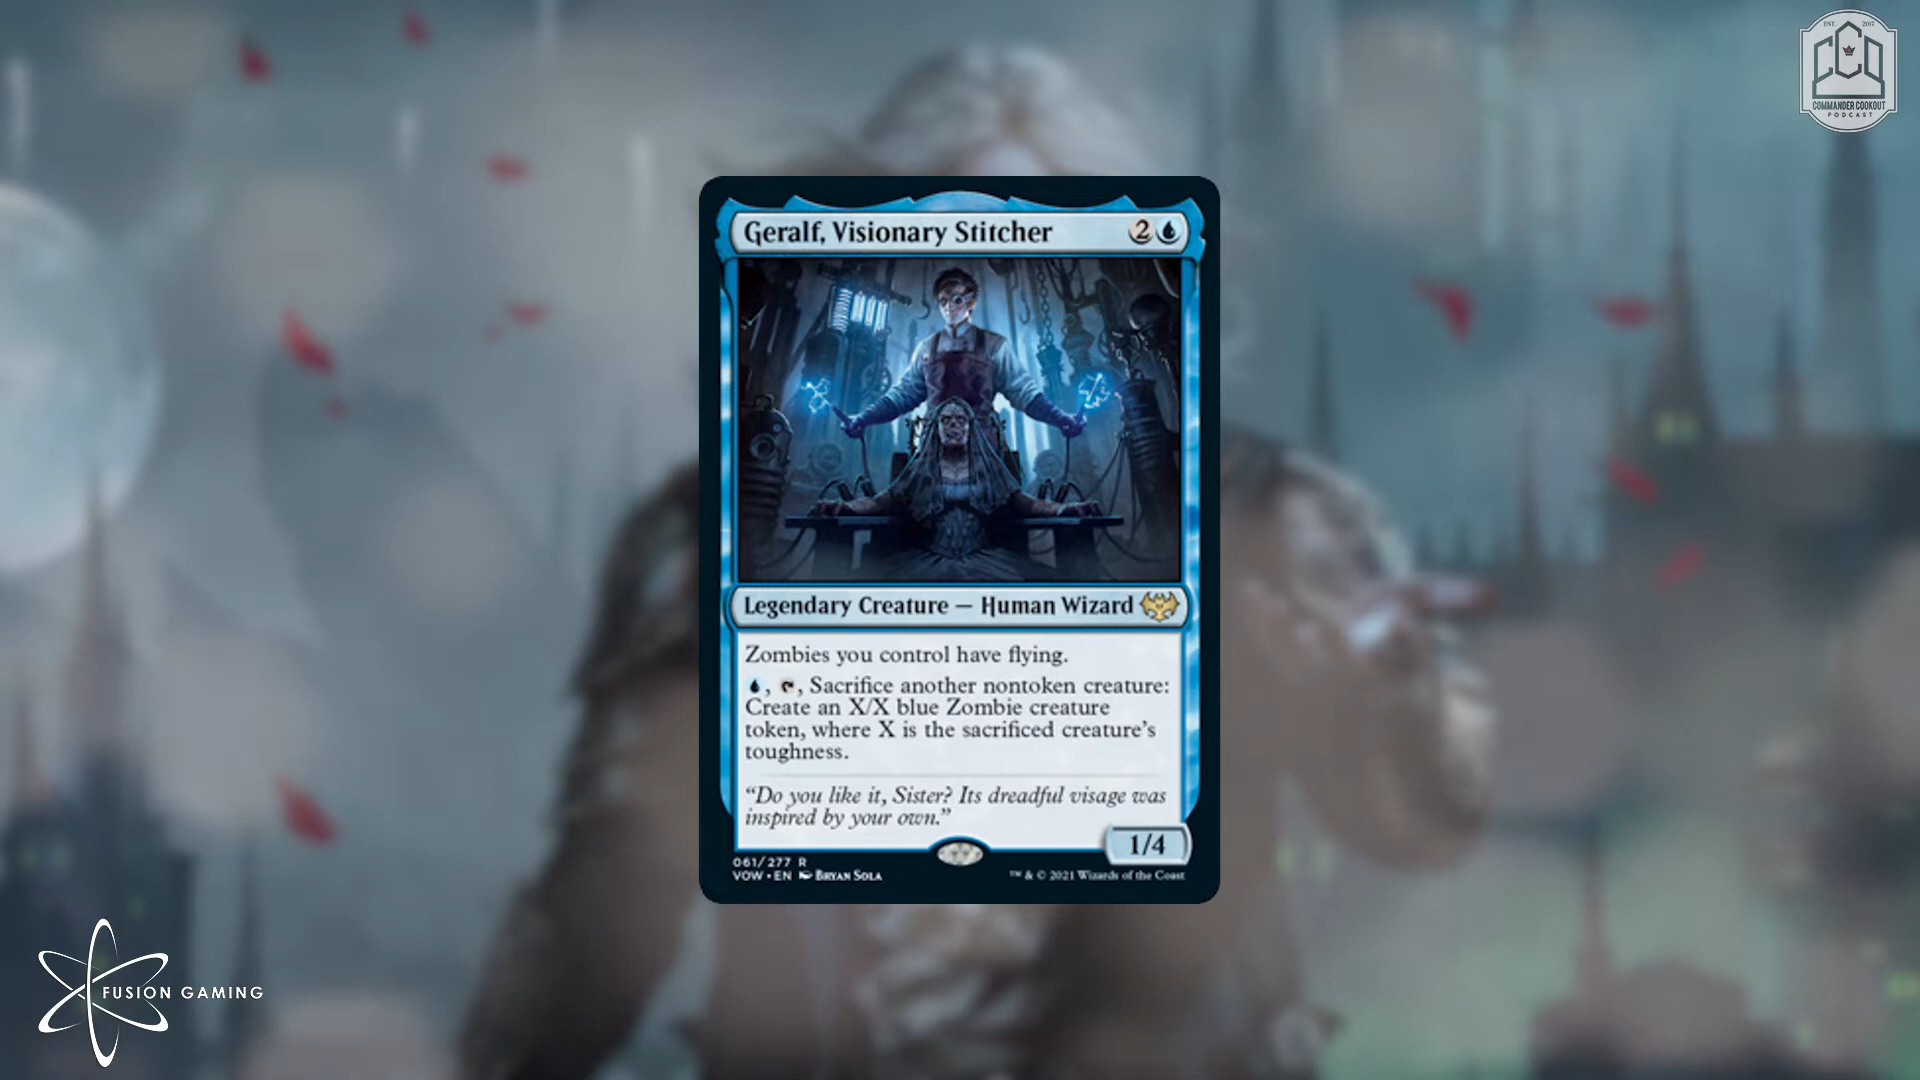 EST. 2017
CCO
COMMANDER COOKOUT
PODCAST
Geralf, Visionary Stitcher 2
Legendary Creature — Human Wizard
Zombies you control have flying.
, , Sacrifice another nontoken creature:
Create an X/X blue Zombie creature
token, where X is the sacrificed creature's
toughness.
“Do you like it, Sister? Its dreadful visage was
inspired by your own.”
1/4
061/277 R
VOW • EN BRYAN SOLA
™ & © 2021 Wizards of the Coast
FUSION GAMING